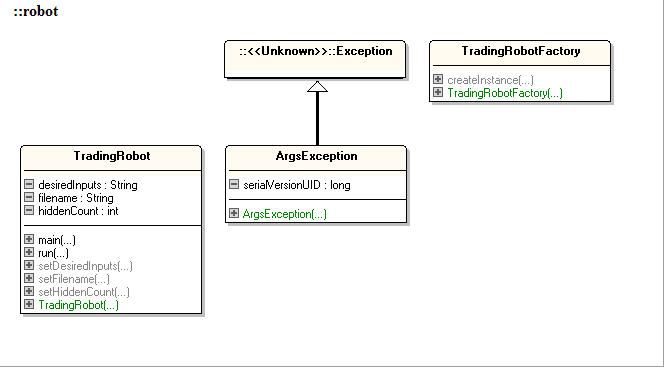 ::robot
::<<Unknown>>::Exception
TradingRobotFactory
createInstance(...)
TradingRobotFactory(...)
TradingRobot
desiredInputs : String
filename : String
hiddenCount : int
main(...)
run(...)
setDesiredInputs(...)
setFilename(...)
setHiddenCount(...)
TradingRobot(...)
ArgsException
serialVersionUID : long
ArgsException(...)